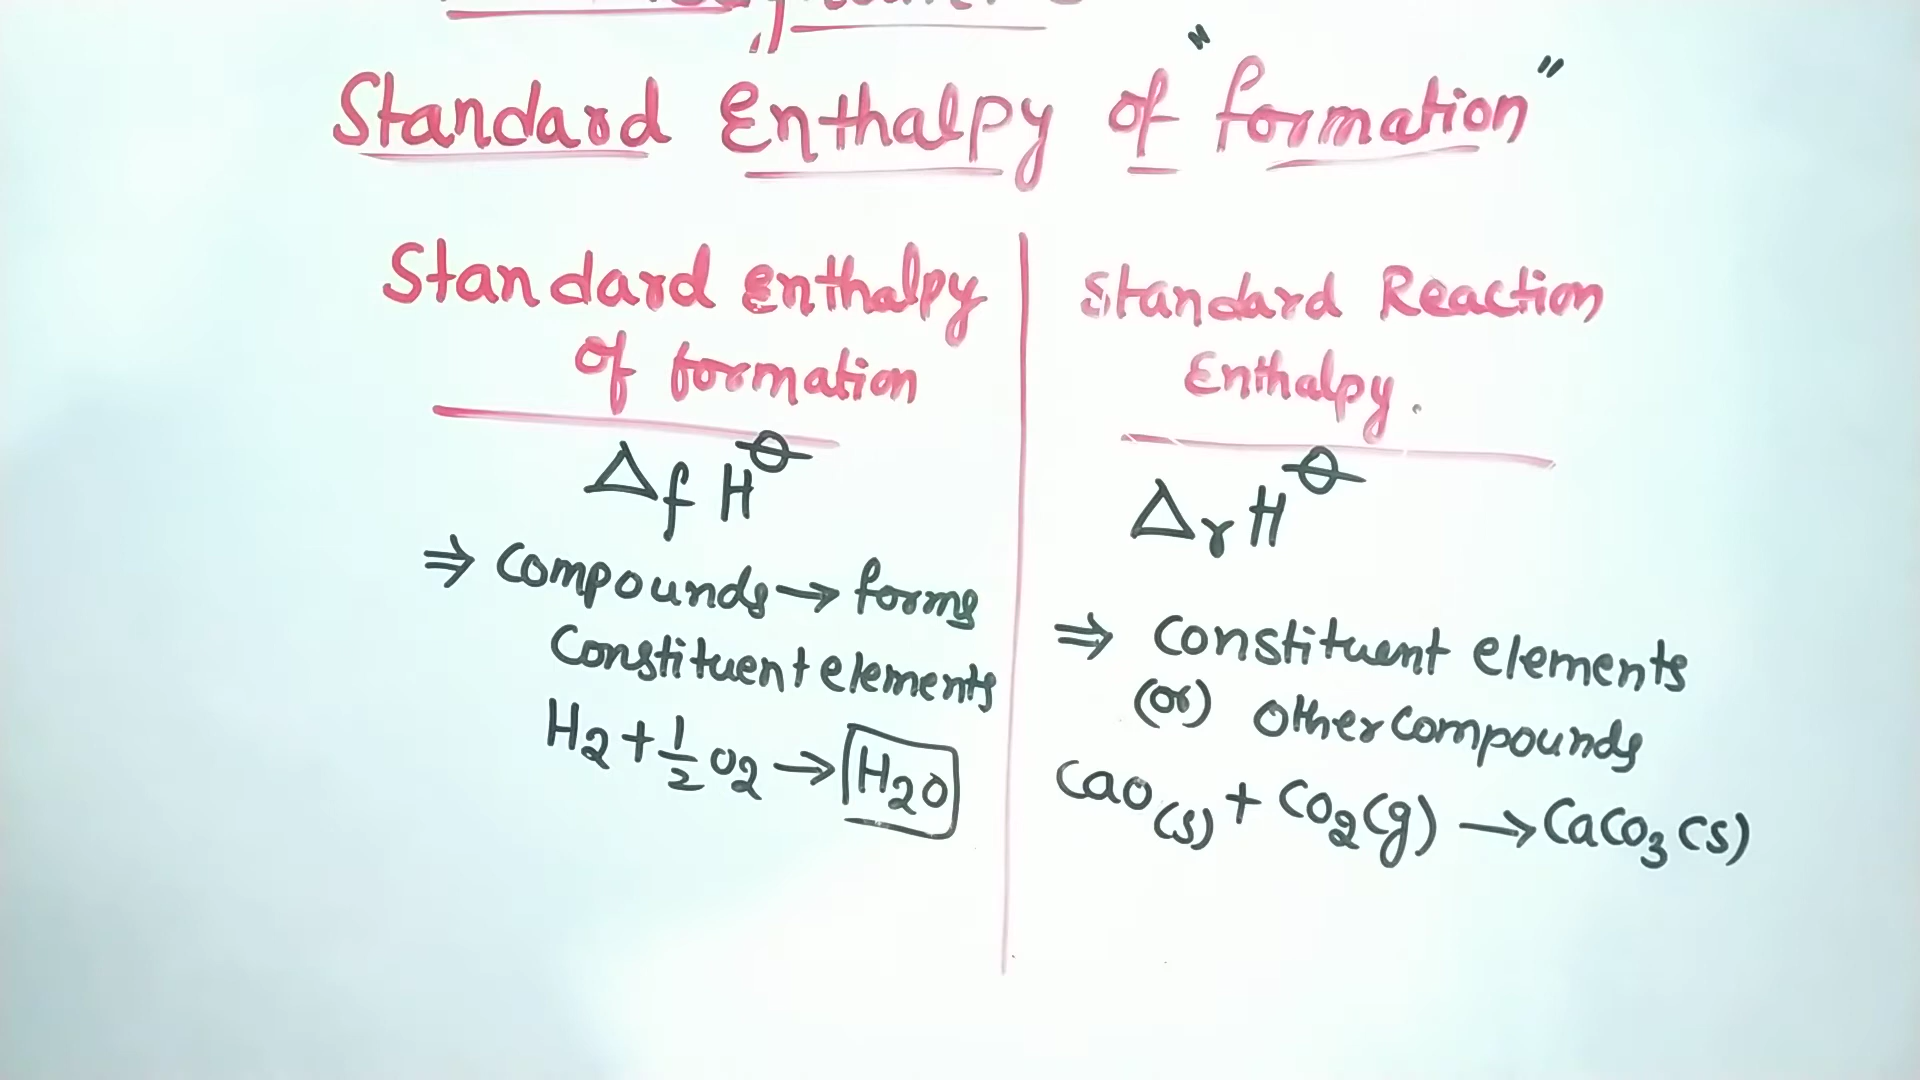 Standard Enthalpy of "formation"
Standard enthalpy
of formation
ΔfH⦵
⇒ Compounds → forms
Constituent elements
H2 + 1/2 O2 → H2O
Standard Reaction
Enthalpy.
ΔrH⦵
⇒ Constituent elements
(or) Other compounds
CaO(s) + CO2(g) → CaCO3(s)